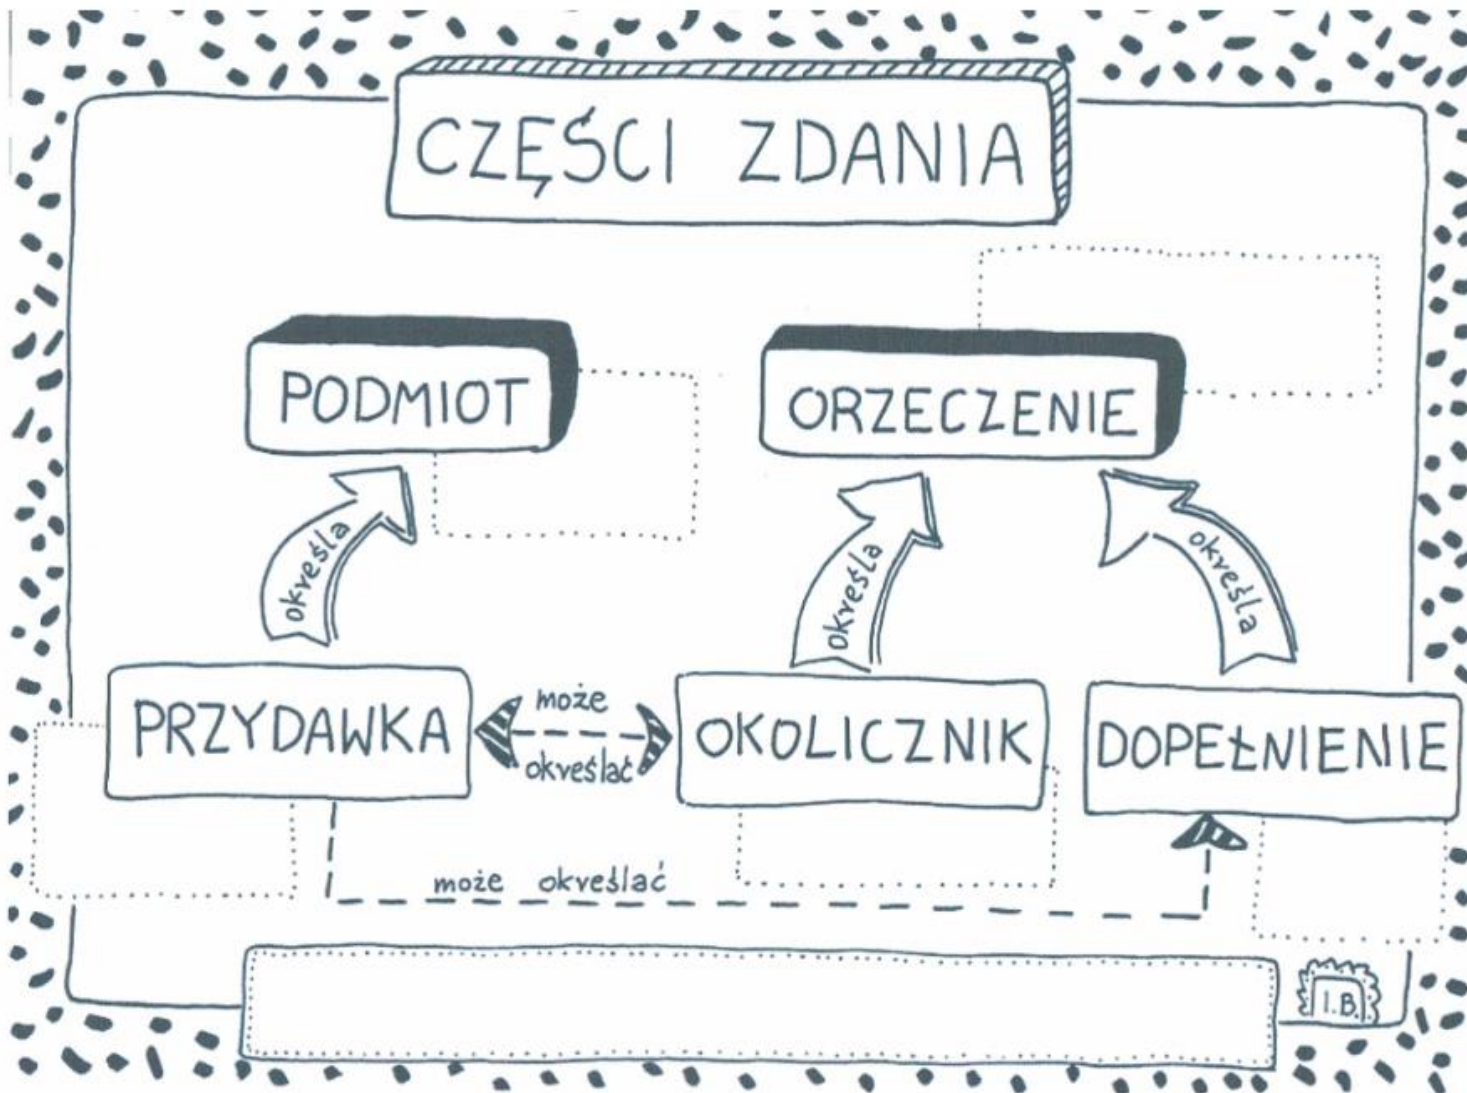 CZĘŚCI ZDANIA
PODMIOT
ORZECZENIE
określa
określa
określa
PRZYDAWKA
może
określać
OKOLICZNIK
DOPEŁNIENIE
może określać
I.B.